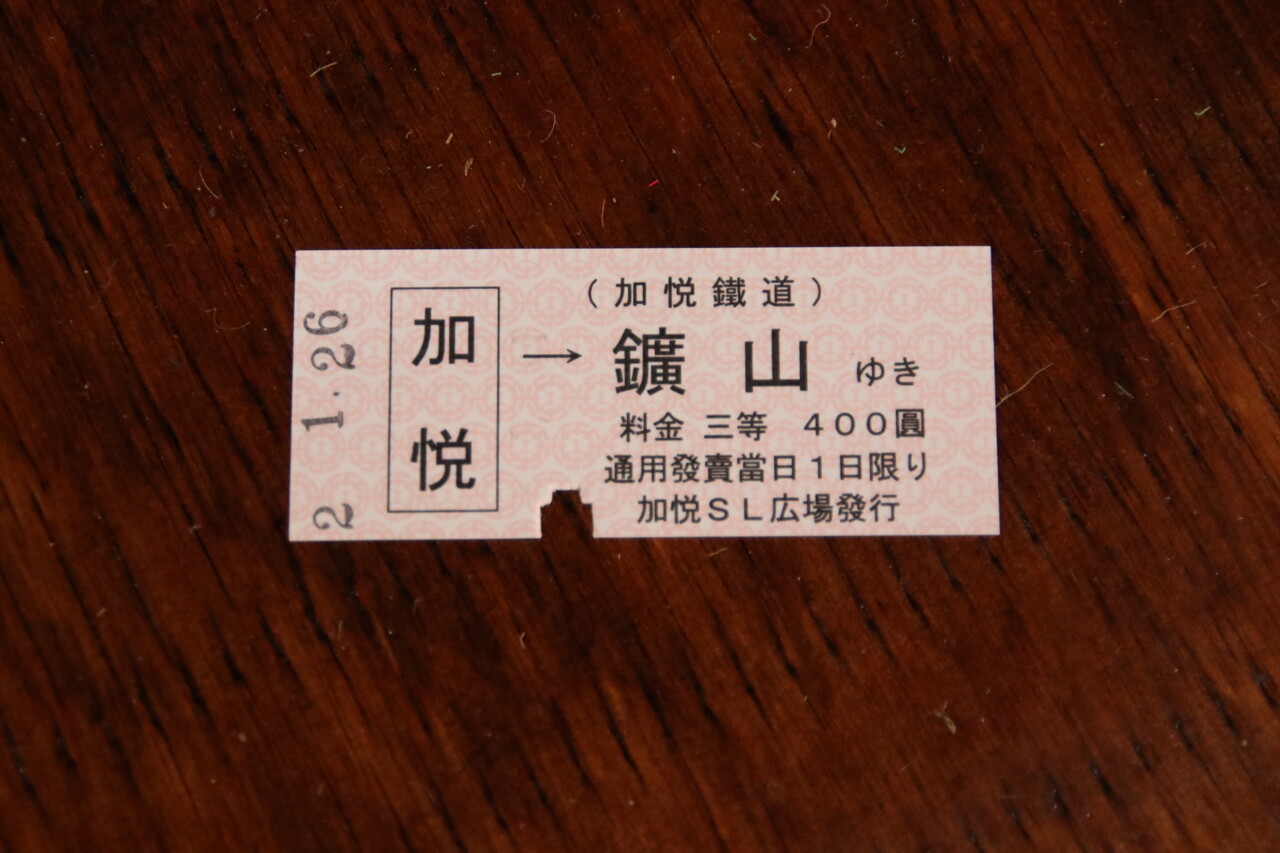 2 1.26
加悦
（加悦鐵道）
→ 鑛山 ゆき
料金 三等 ４００圓
通用發賣當日１日限り
加悦ＳＬ広場發行